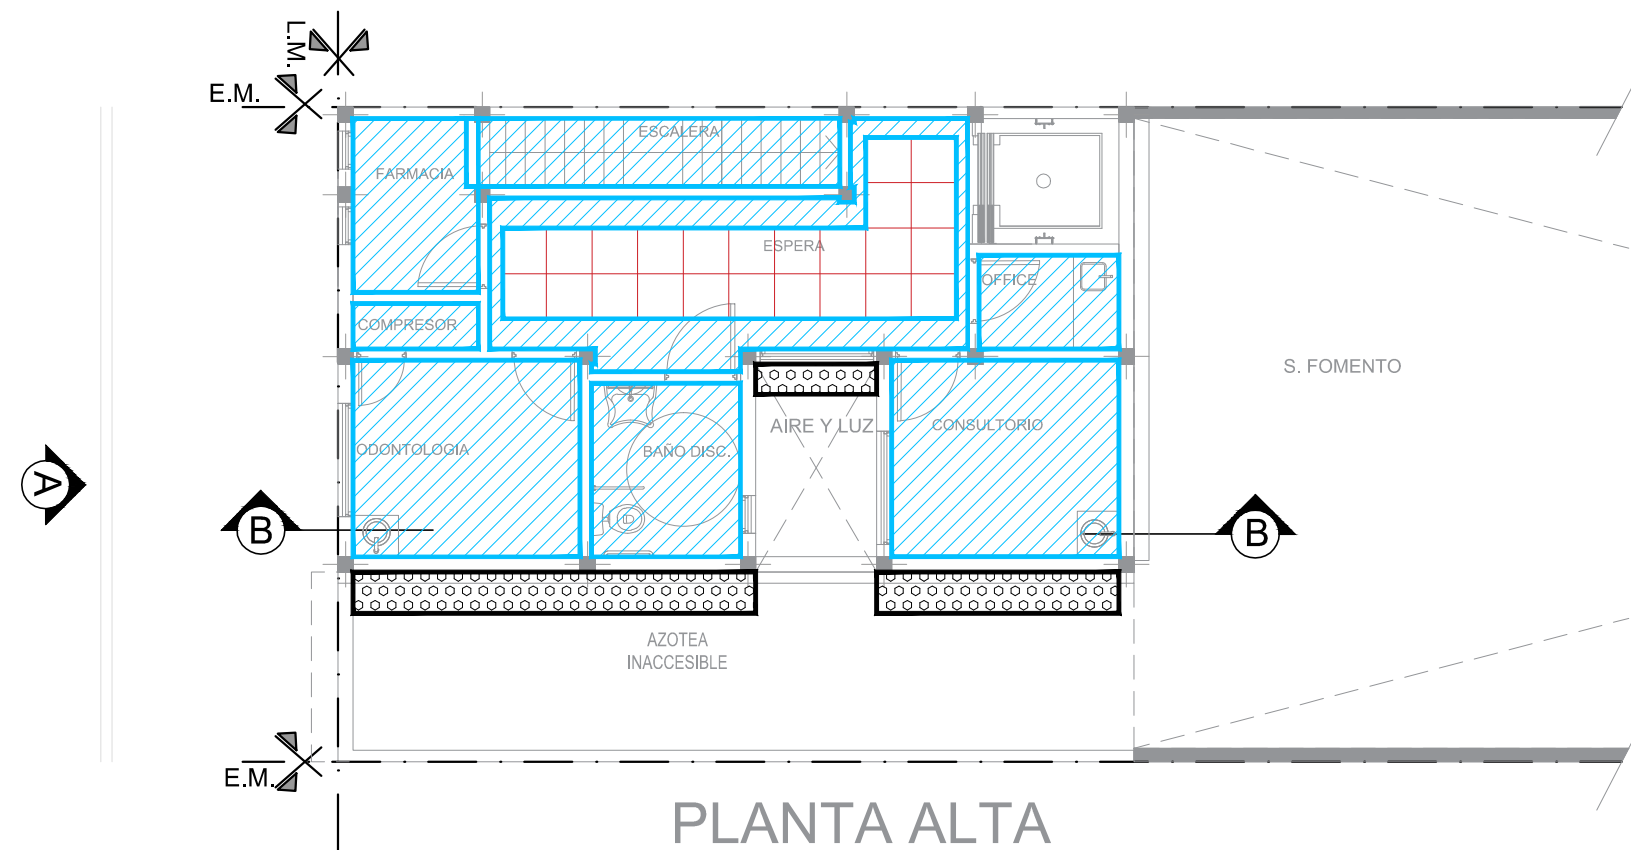 L.M.
E.M.
ESCALERA
FARMACIA
ESPERA
OFFICE
COMPRESOR
S. FOMENTO
AIRE Y LUZ
CONSULTORIO
ODONTOLOGIA
BAÑO DISC.
A
B
B
AZOTEA
INACCESIBLE
E.M.
PLANTA ALTA